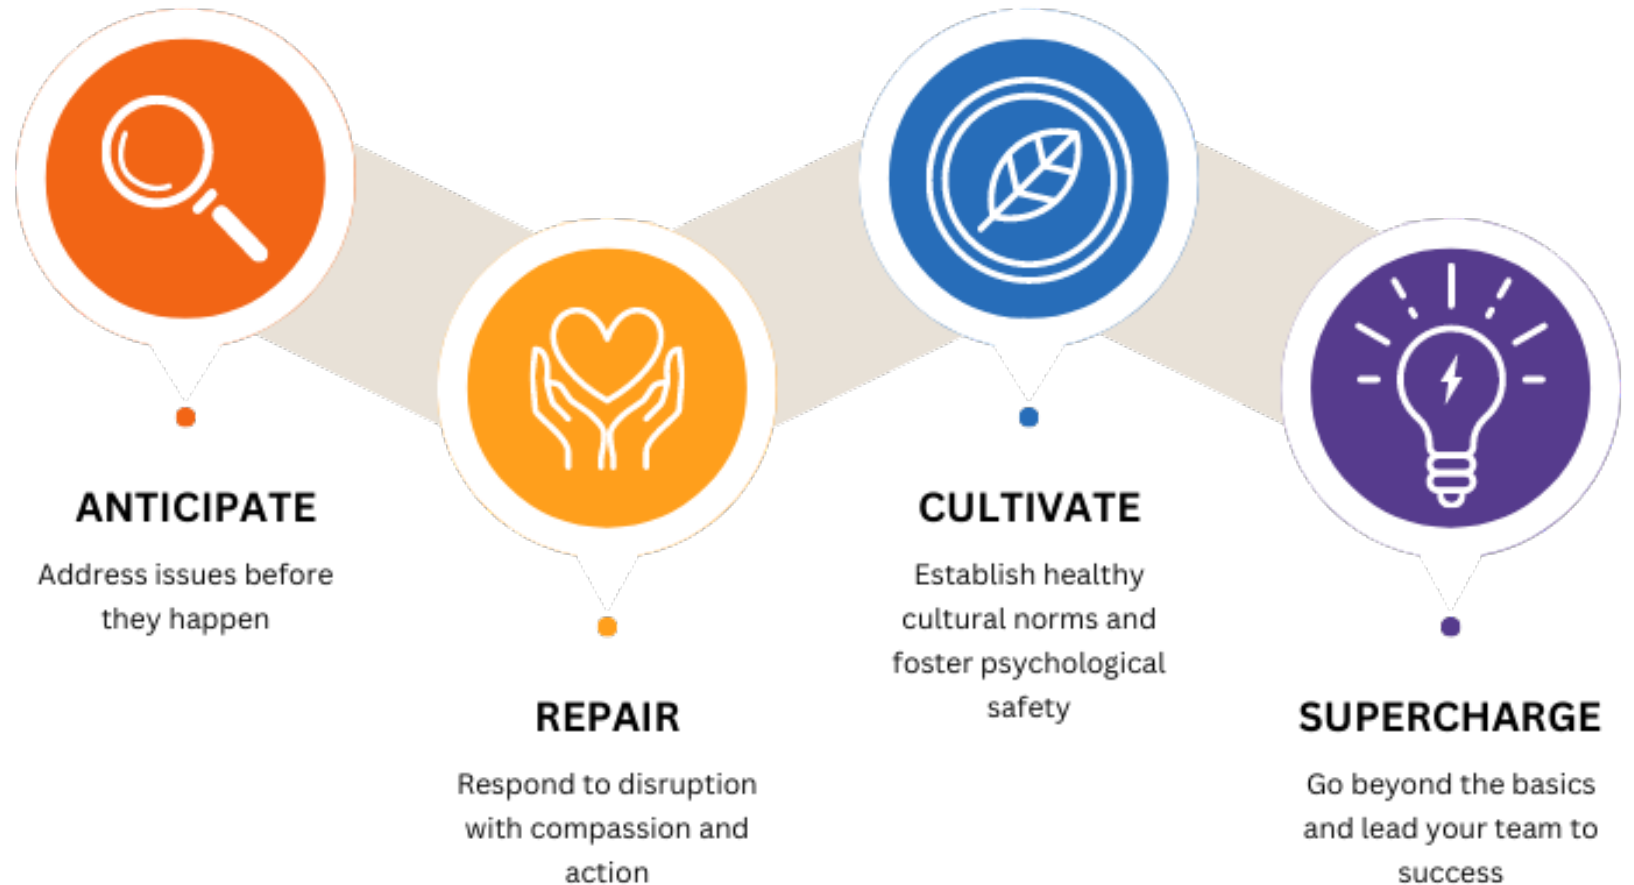 ANTICIPATE
Address issues before
they happen
REPAIR
Respond to disruption
with compassion and
action
CULTIVATE
Establish healthy
cultural norms and
foster psychological
safety
SUPERCHARGE
Go beyond the basics
and lead your team to
success